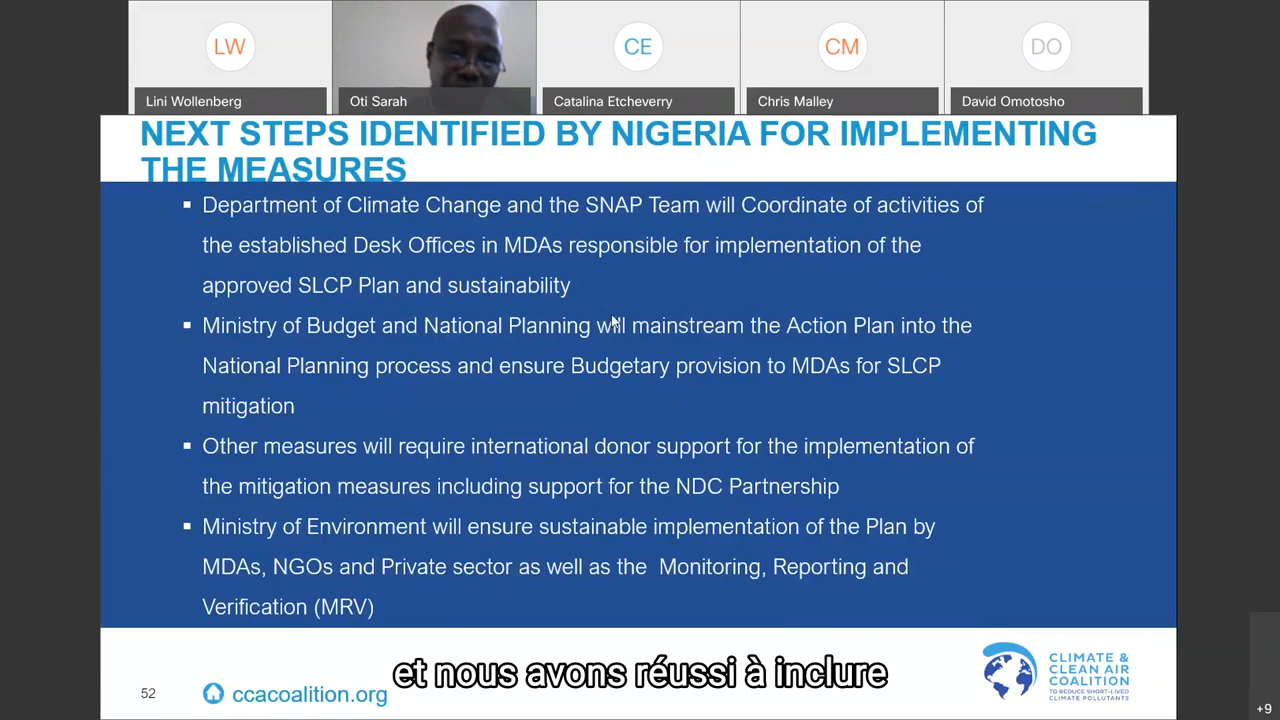 LW
CE
CM
DO
Lini Wollenberg
Oti Sarah
Catalina Etcheverry
Chris Malley
David Omotosho
NEXT STEPS IDENTIFIED BY NIGERIA FOR IMPLEMENTING
THE MEASURES
▪ Department of Climate Change and the SNAP Team will Coordinate of activities of
the established Desk Offices in MDAs responsible for implementation of the
approved SLCP Plan and sustainability
▪ Ministry of Budget and National Planning will mainstream the Action Plan into the
National Planning process and ensure Budgetary provision to MDAs for SLCP
mitigation
▪ Other measures will require international donor support for the implementation of
the mitigation measures including support for the NDC Partnership
▪ Ministry of Environment will ensure sustainable implementation of the Plan by
MDAs, NGOs and Private sector as well as the Monitoring, Reporting and
Verification (MRV)
et nous avons réussi à inclure
52
ccacoalition.org
CLIMATE &
CLEAN AIR
COALITION
TO REDUCE SHORT-LIVED
CLIMATE POLLUTANTS
+9